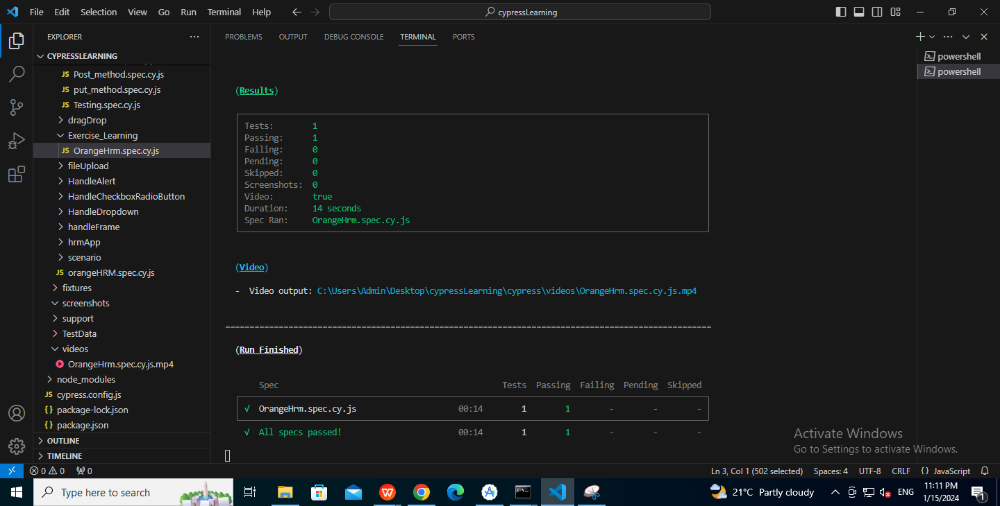 File Edit Selection View Go Run Terminal Help
cypressLearning
EXPLORER
CYPRESSLEARNING
JS Post_method.spec.cy.js
JS put_method.spec.cy.js
JS Testing.spec.cy.js
dragDrop
Exercise_Learning
JS OrangeHrm.spec.cy.js
fileUpload
HandleAlert
HandleCheckboxRadioButton
HandleDropdown
handleFrame
hrmApp
scenario
JS orangeHRM.spec.cy.js
fixtures
screenshots
support
TestData
videos
OrangeHrm.spec.cy.js.mp4
node_modules
JS cypress.config.js
{} package-lock.json
{} package.json
OUTLINE
TIMELINE
PROBLEMS OUTPUT DEBUG CONSOLE TERMINAL PORTS
(Results)
Tests: 1
Passing: 1
Failing: 0
Pending: 0
Skipped: 0
Screenshots: 0
Video: true
Duration: 14 seconds
Spec Ran: OrangeHrm.spec.cy.js
(Video)
- Video output: C:\Users\Admin\Desktop\cypressLearning\cypress\videos\OrangeHrm.spec.cy.js.mp4
====================================================================================================
(Run Finished)
Spec Tests Passing Failing Pending Skipped
√ OrangeHrm.spec.cy.js 00:14 1 1 - - -
√ All specs passed! 00:14 1 1 - - -
powershell
powershell
Activate Windows
Go to Settings to activate Windows.
0 0 0
Ln 3, Col 1 (502 selected) Spaces: 4 UTF-8 CRLF {} JavaScript
Type here to search
21°C Partly cloudy
ENG
11:11 PM
1/15/2024
1